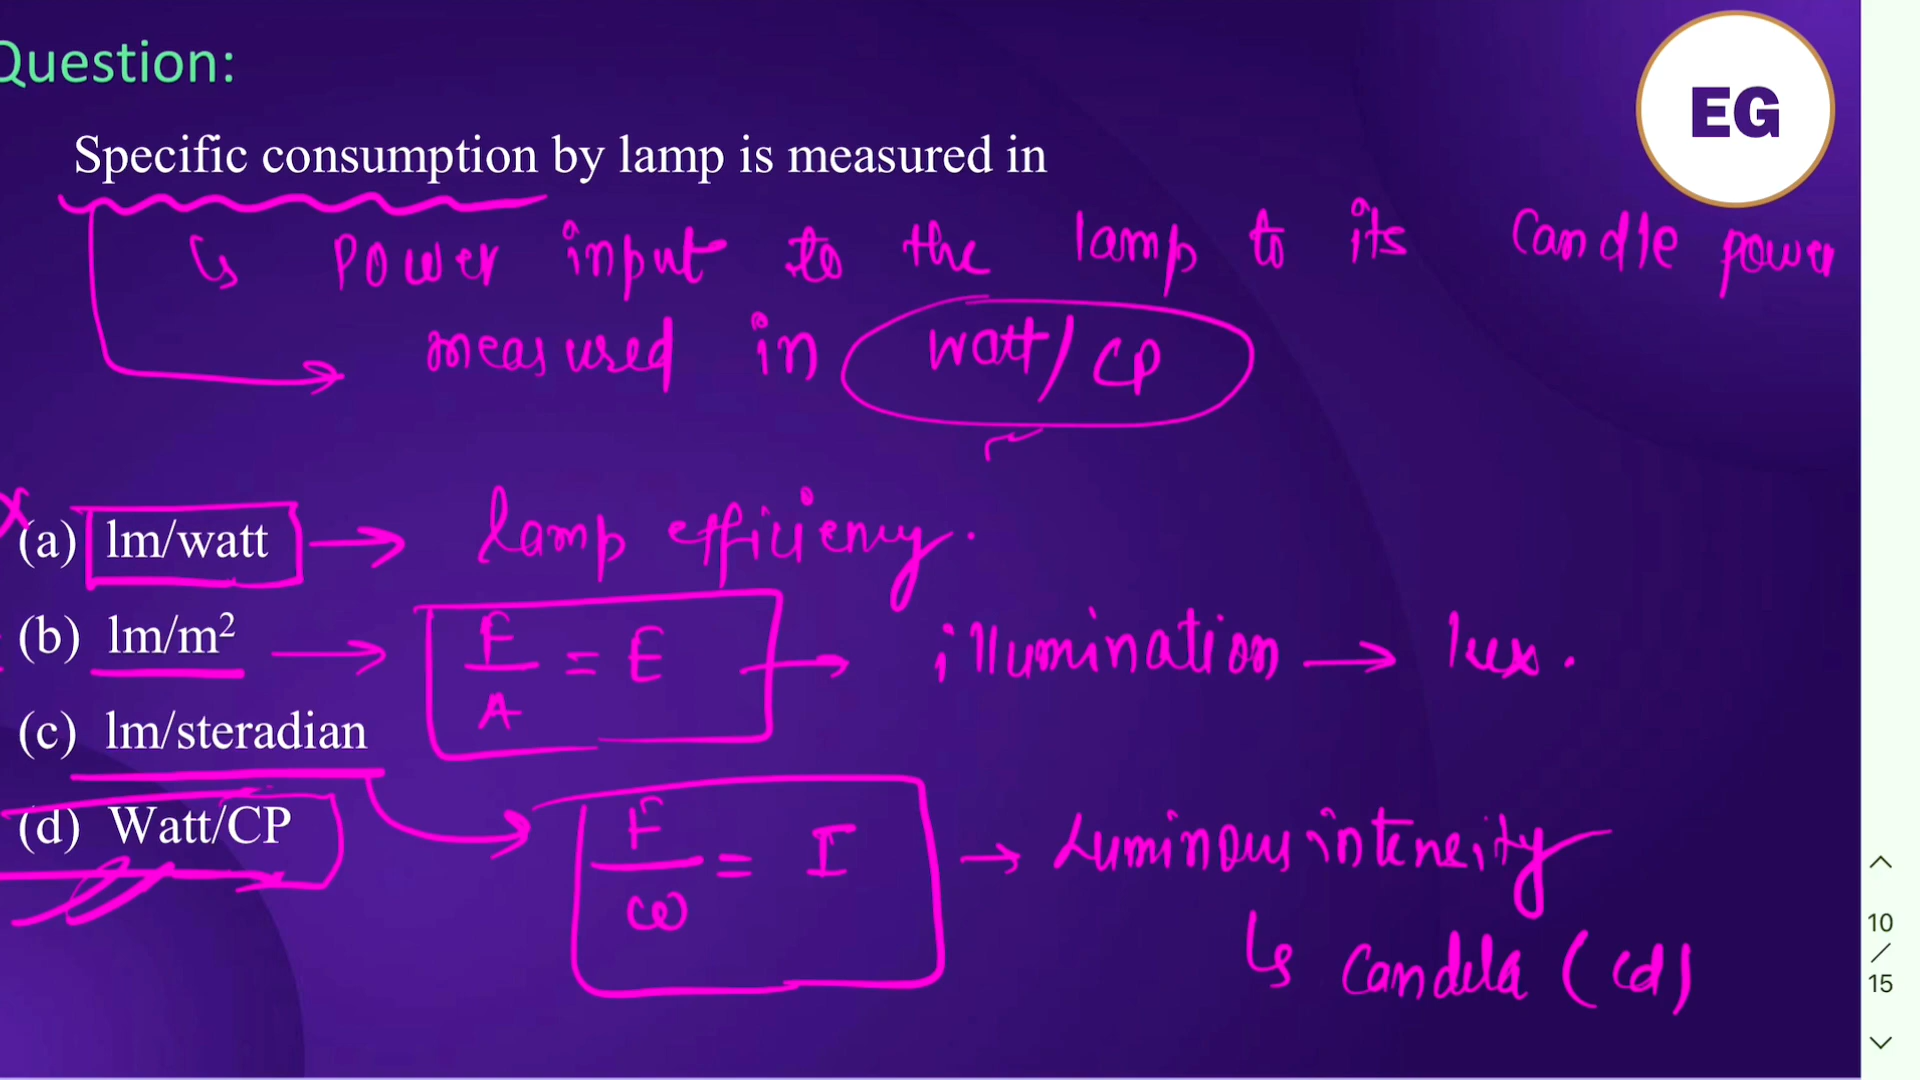 Question:
EG
Specific consumption by lamp is measured in
↳ Power input to the lamp to its Candle power
measured in watt/CP
x
(a) lm/watt → lamp efficiency.
(b) lm/m² → F/A = E → illumination → lux.
(c) lm/steradian
(d) Watt/CP → F/ω = I → Luminous intensity
↳ Candela (cd)
10
/
15